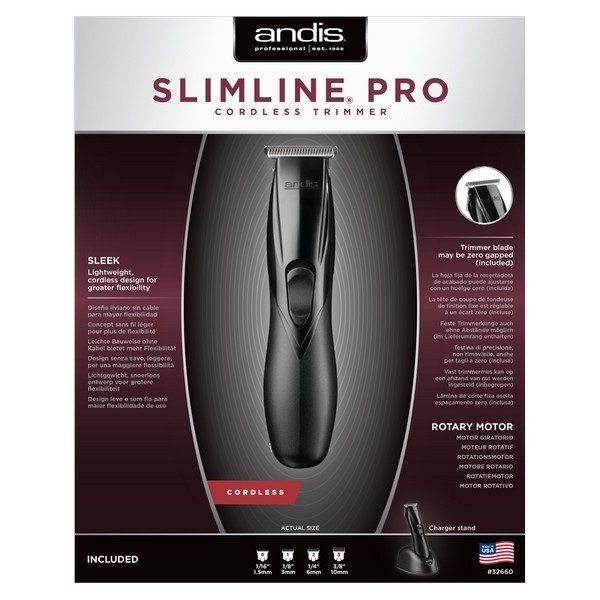 andis®
professional | est. 1922
SLIMLINE® PRO
CORDLESS TRIMMER
andis
SLEEK
Lightweight,
cordless design for
greater flexibility
Diseño liviano sin cable
para mayor flexibilidad
Concept sans fil léger
pour plus de flexibilité
Leichte Bauweise ohne
Kabel bietet mehr Flexibilität
Design senza cavo, leggero,
per una maggiore flessibilità
Lichtgewicht, snoerloos
ontwerp voor grotere
flexibiliteit
Design leve e sem fio para
maior flexibilidade de uso
Trimmer blade
may be zero gapped
(included)
La hoja fija de la recortadora
de acabado puede ajustarse
con un huelgo cero (incluida)
La tête de coupe de tondeuse
de finition fixe est réglable
à un écart zéro (incluse)
Feste Trimmerklinge auch
ohne Abstände möglich
(im Lieferumfang enthalten)
Testina di precisione,
non rimovibile, anche
per tagli a zero (inclusa)
Vast trimmermes kan op
een afstand van nul worden
ingesteld (inbegrepen)
Lâmina de corte fixa aceita
espaçamento zero (inclusa)
ROTARY MOTOR
MOTOR GIRATORIO
MOTEUR ROTATIF
ROTATIONSMOTOR
MOTORE ROTARIO
ROTATIEMOTOR
MOTOR ROTATIVO
CORDLESS
ACTUAL SIZE
Charger stand
INCLUDED
0 1 2 3
1/16" 1/8" 1/4" 3/8"
1.5mm 3mm 6mm 10mm
Made in
USA
#32660